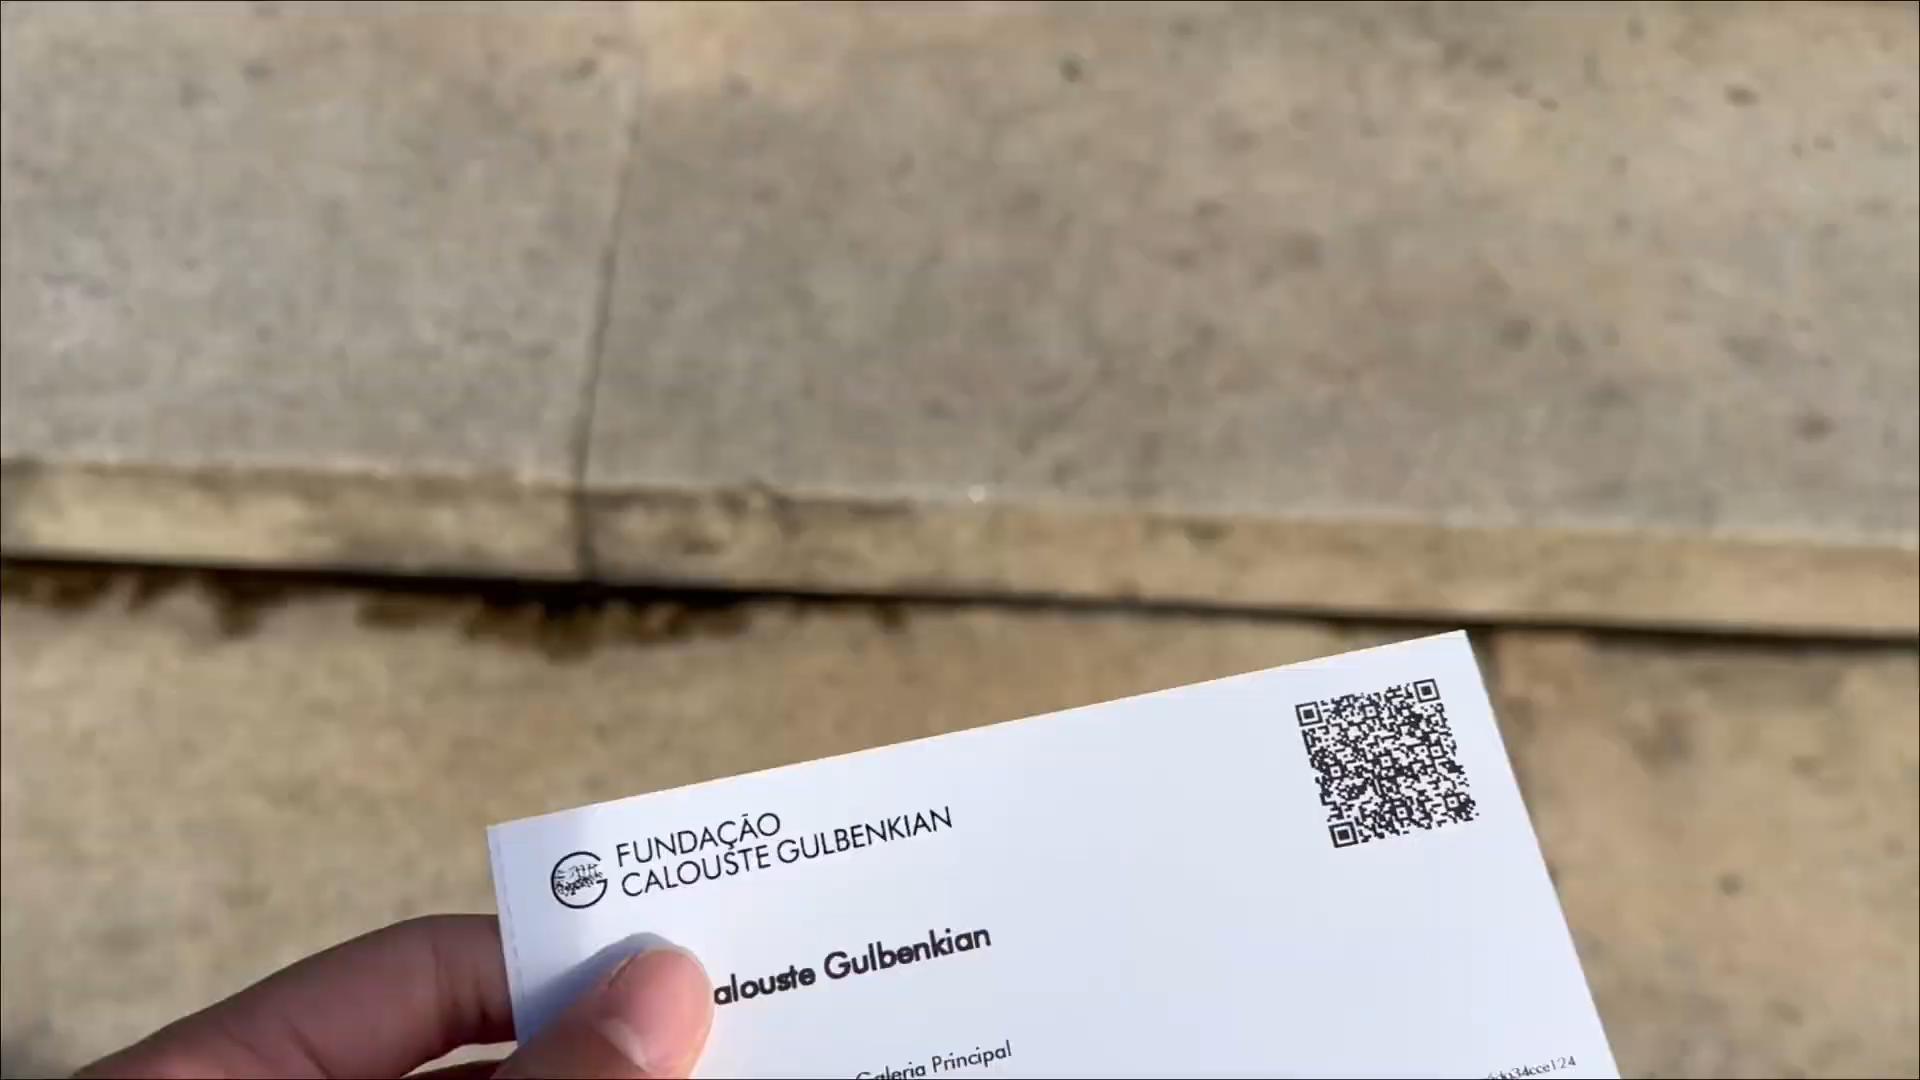 FUNDAÇÃO
CALOUSTE GULBENKIAN
alouste Gulbenkian
Galeria Principal